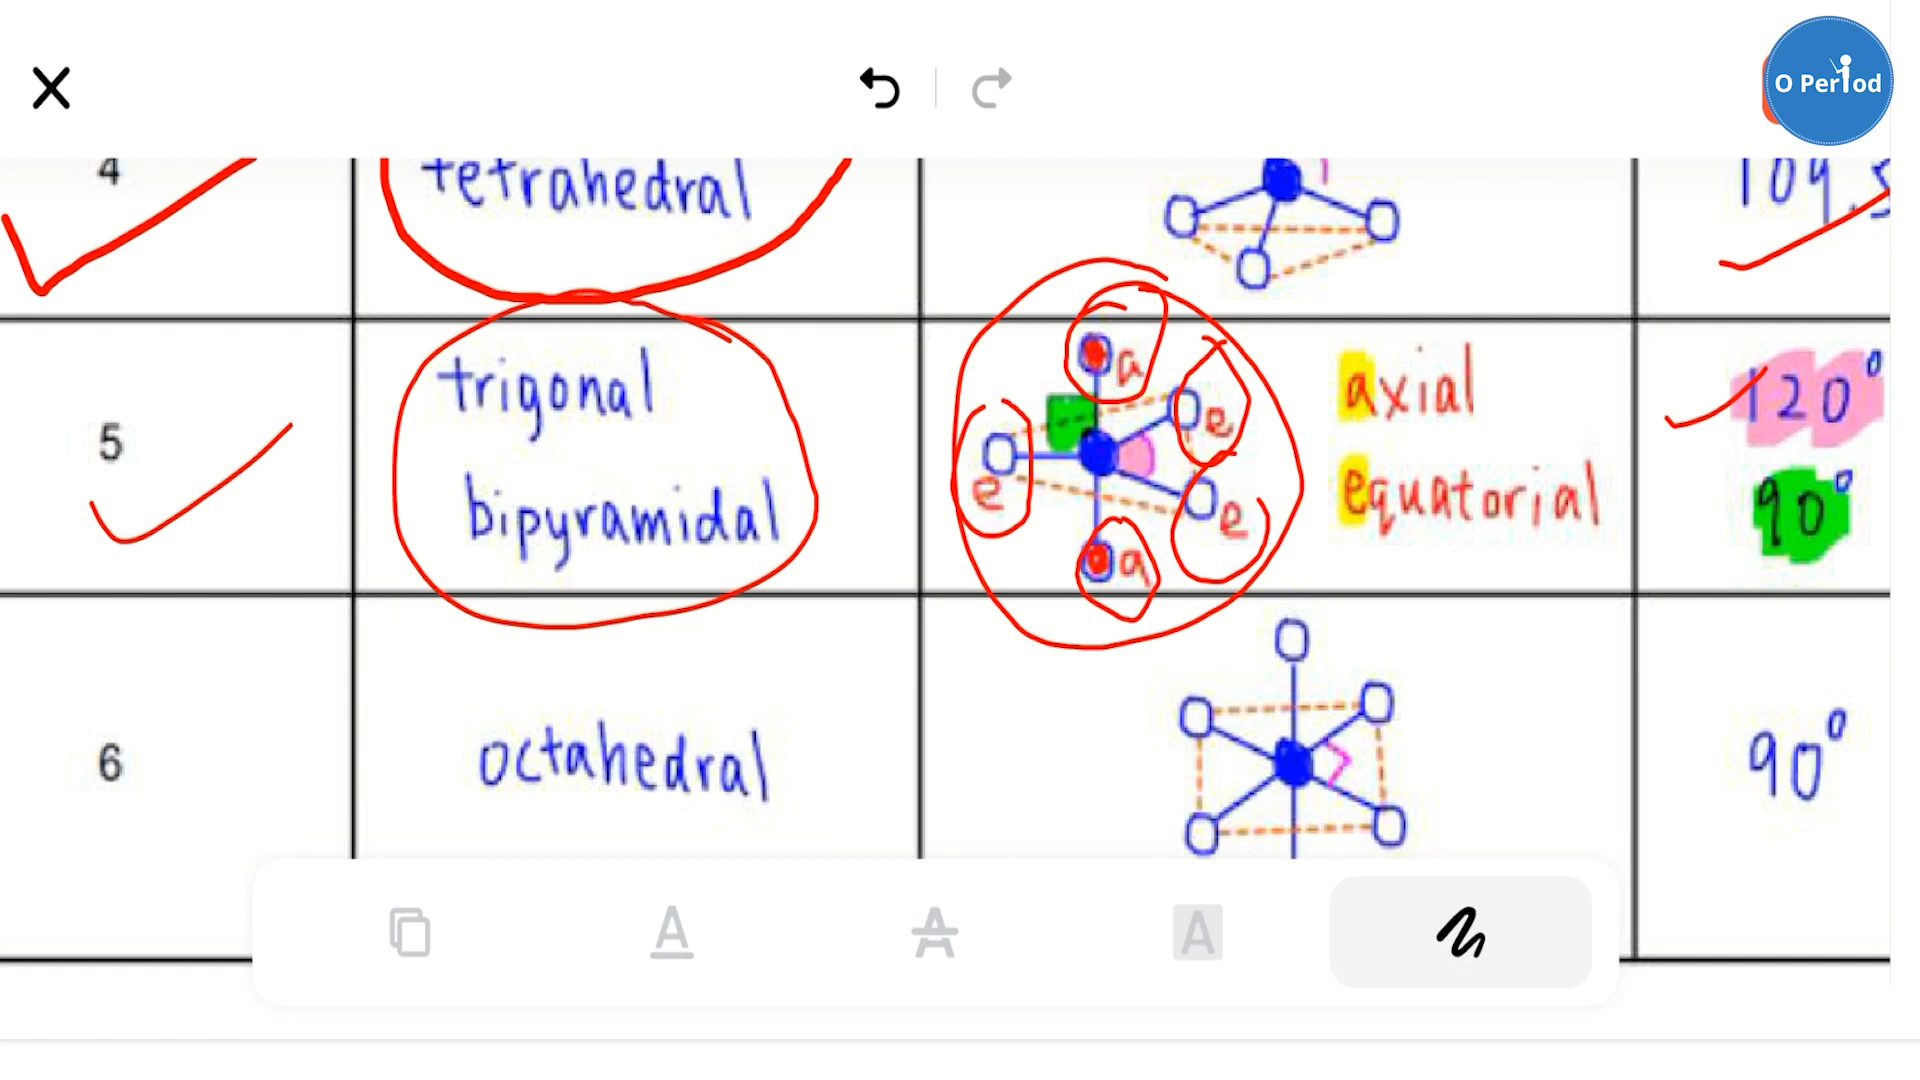 O Period
4
tetrahedral
109.5
5
trigonal
bipyramidal
a
e
e
e
a
axial
equatorial
120°
90°
6
octahedral
90°
A
A
A